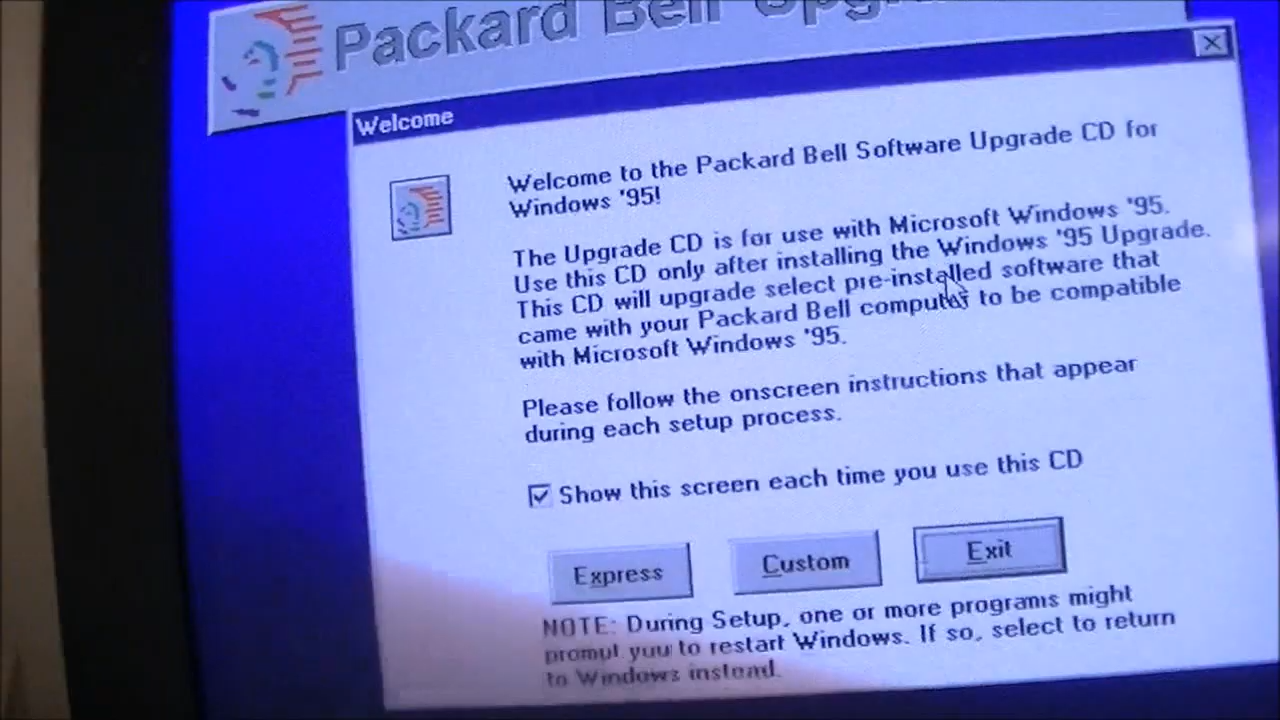 Packard Bell
Welcome
Welcome to the Packard Bell Software Upgrade CD for
Windows '95!
The Upgrade CD is for use with Microsoft Windows '95.
Use this CD only after installing the Windows '95 Upgrade.
This CD will upgrade select pre-installed software that
came with your Packard Bell computer to be compatible
with Microsoft Windows '95.
Please follow the onscreen instructions that appear
during each setup process.
Show this screen each time you use this CD
Express Custom Exit
NOTE: During Setup, one or more programs might
prompt you to restart Windows. If so, select to return
to Windows instead.